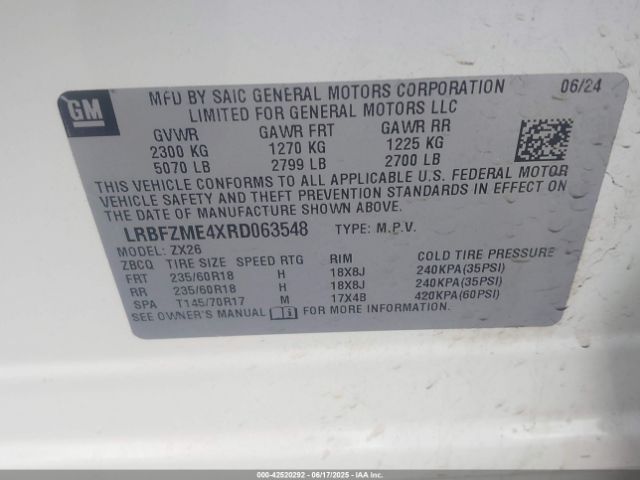 GM
MFD BY SAIC GENERAL MOTORS CORPORATION 06/24
LIMITED FOR GENERAL MOTORS LLC
GVWR GAWR FRT GAWR RR
2300 KG 1270 KG 1225 KG
5070 LB 2799 LB 2700 LB
THIS VEHICLE CONFORMS TO ALL APPLICABLE U.S. FEDERAL MOTOR
VEHICLE SAFETY AND THEFT PREVENTION STANDARDS IN EFFECT ON
THE DATE OF MANUFACTURE SHOWN ABOVE.
LRBFZME4XRD063548 TYPE: M.P.V.
MODEL: ZX26
ZBCQ TIRE SIZE SPEED RTG RIM COLD TIRE PRESSURE
FRT 235/60R18 H 18X8J 240KPA(35PSI)
RR 235/60R18 H 18X8J 240KPA(35PSI)
SPA T145/70R17 M 17X4B 420KPA(60PSI)
SEE OWNER'S MANUAL FOR MORE INFORMATION.
000-42520292 - 06/17/2025 - IAAI.COM